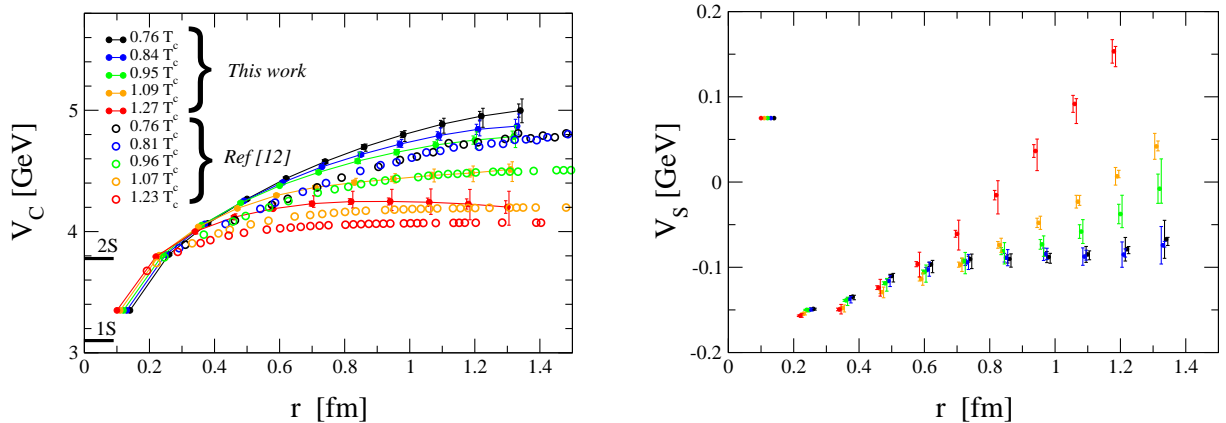 0.76 T_c
0.84 T_c
0.95 T_c
1.09 T_c
1.27 T_c
This work
0.76 T_c
0.81 T_c
0.96 T_c
1.07 T_c
1.23 T_c
Ref [12]
V_C [GeV]
5
4
3
2S
1S
0 0.2 0.4 0.6 0.8 1 1.2 1.4
r [fm]
V_S [GeV]
0.2
0.1
0
-0.1
-0.2
0 0.2 0.4 0.6 0.8 1 1.2 1.4
r [fm]